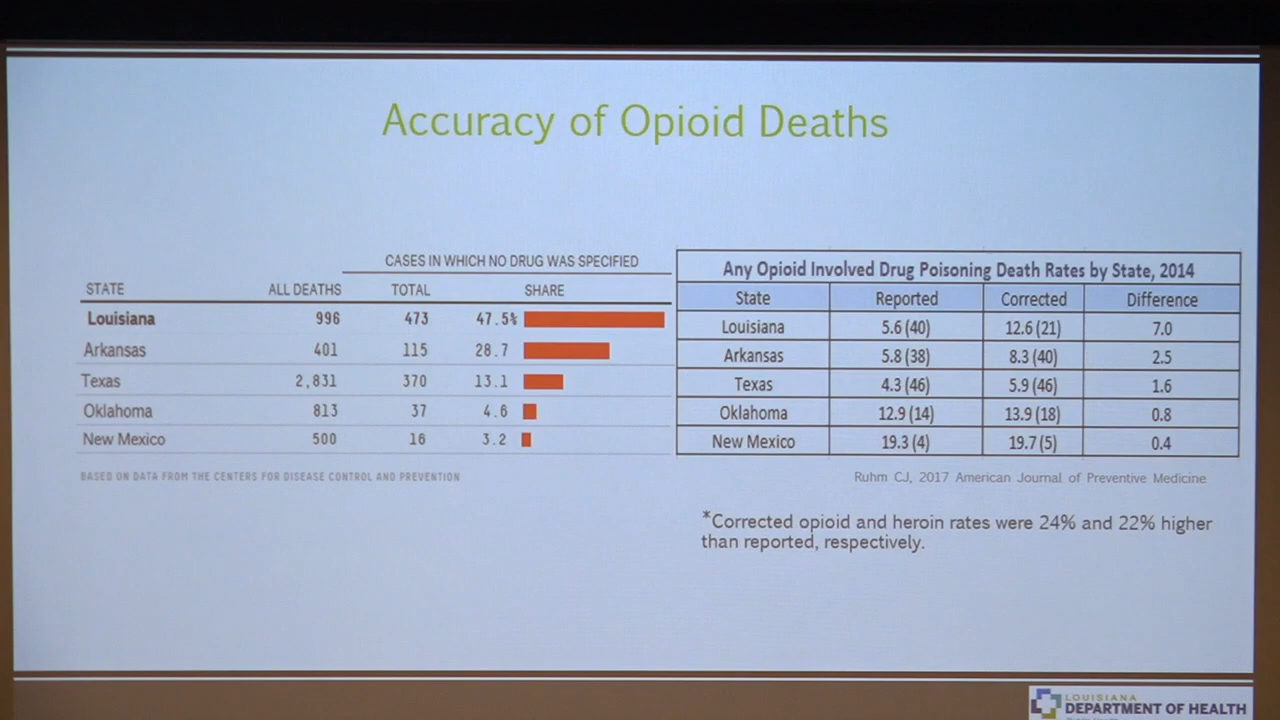 Accuracy of Opioid Deaths
CASES IN WHICH NO DRUG WAS SPECIFIED
STATE ALL DEATHS TOTAL SHARE
Louisiana 996 473 47.5%
Arkansas 401 115 28.7
Texas 2,831 370 13.1
Oklahoma 813 37 4.6
New Mexico 500 16 3.2
BASED ON DATA FROM THE CENTERS FOR DISEASE CONTROL AND PREVENTION
Any Opioid Involved Drug Poisoning Death Rates by State, 2014
State Reported Corrected Difference
Louisiana 5.6 (40) 12.6 (21) 7.0
Arkansas 5.8 (38) 8.3 (40) 2.5
Texas 4.3 (46) 5.9 (46) 1.6
Oklahoma 12.9 (14) 13.9 (18) 0.8
New Mexico 19.3 (4) 19.7 (5) 0.4
Ruhm CJ, 2017 American Journal of Preventive Medicine
*Corrected opioid and heroin rates were 24% and 22% higher
than reported, respectively.
LOUISIANA
DEPARTMENT OF HEALTH